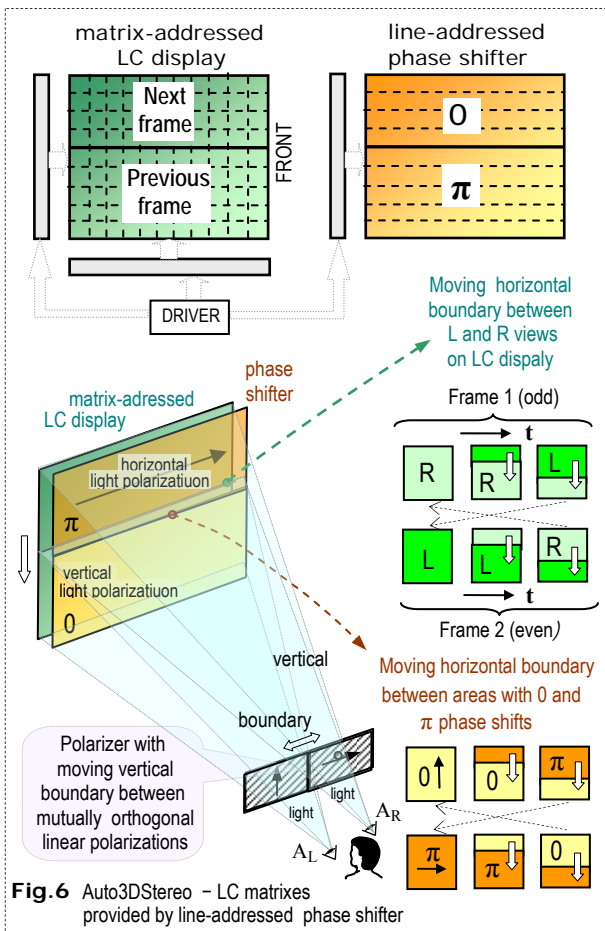 matrix-addressed
LC display
line-addressed
phase shifter
Next
frame
Previous
frame
FRONT
0
π
DRIVER
Moving horizontal
boundary between
L and R views
on LC dispaly
phase
shifter
matrix-adressed
LC display
horizontal
light polarizatiuon
π
vertical
light polarizatiuon
0
Frame 1 (odd)
t
R
R
L
L
L
R
t
Frame 2 (even)
vertical
boundary
Moving horizontal boundary
between areas with 0 and
π phase shifts
Polarizer with
moving vertical
boundary between
mutually orthogonal
linear polarizations
light
light
AL
AR
0
0
π
π
π
0
Fig.6 Auto3DStereo – LC matrixes
provided by line-addressed phase shifter